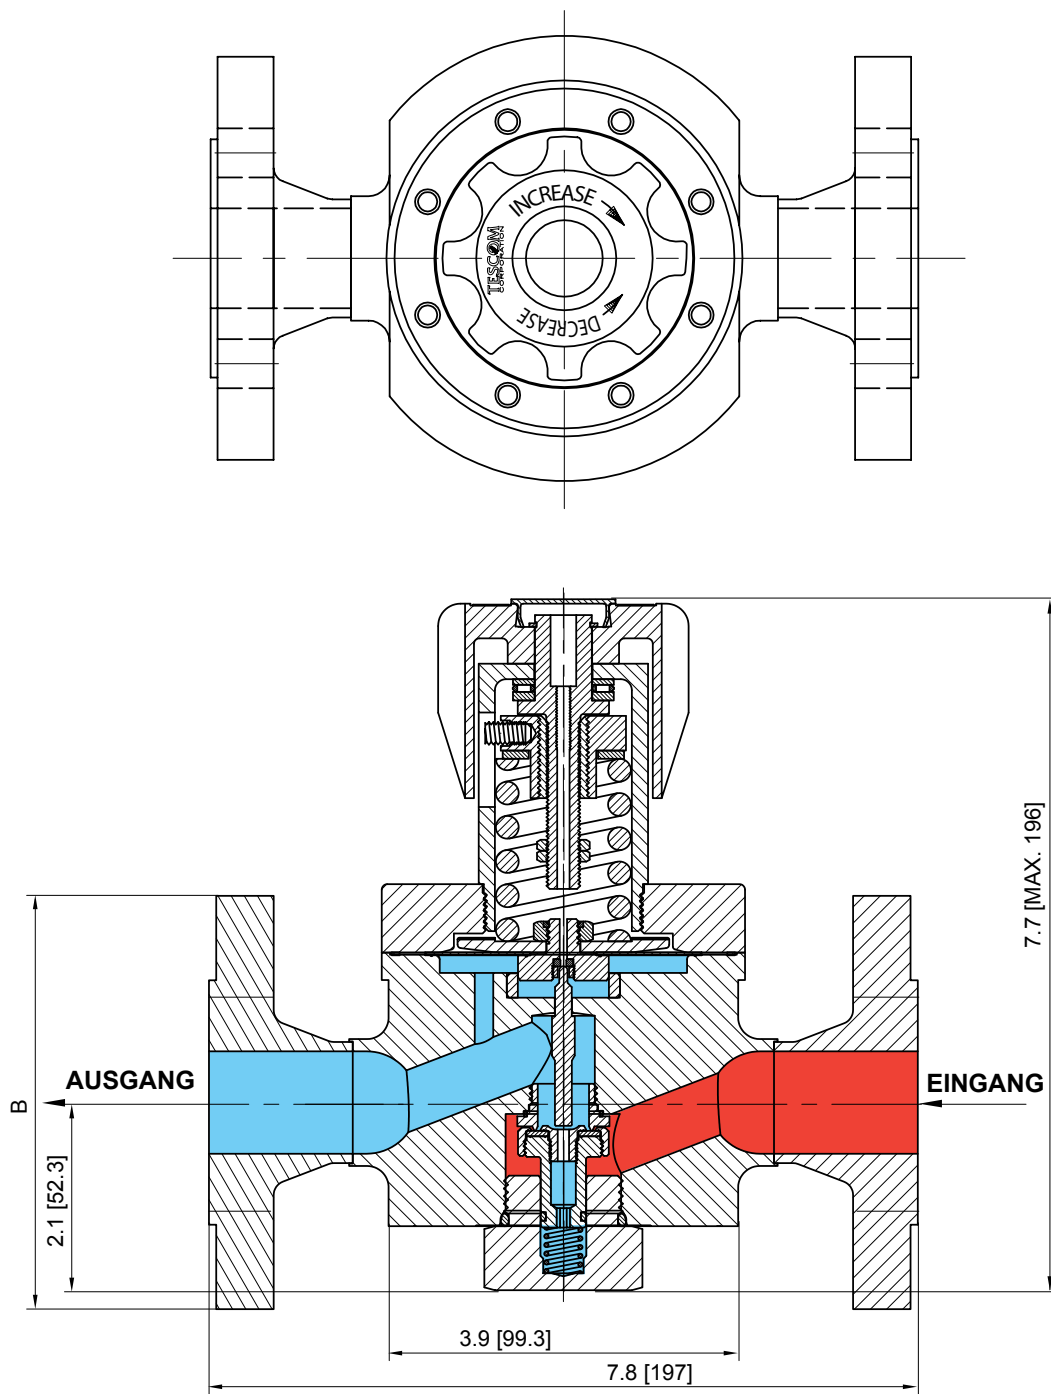 INCREASE
TESCOM
CORPORATION
DECREASE
7.7 [MAX. 196]
AUSGANG
EINGANG
B
2.1 [52.3]
3.9 [99.3]
7.8 [197]